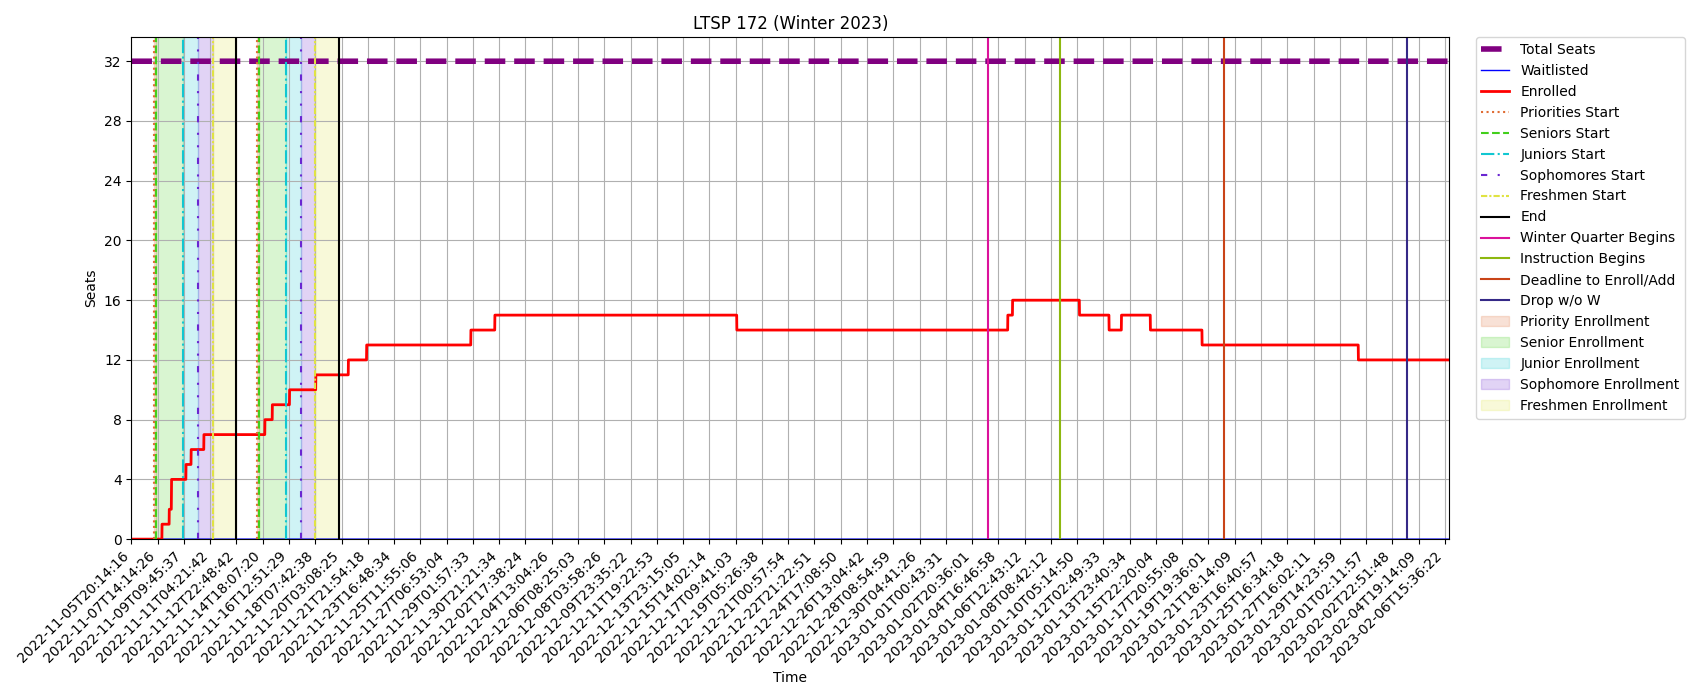 LTSP 172 (Winter 2023)
Seats
32
28
24
20
16
12
8
4
0
2022-11-05T20:14:16
2022-11-07T14:14:26
2022-11-09T09:45:37
2022-11-11T04:21:42
2022-11-12T22:48:42
2022-11-14T18:07:20
2022-11-16T12:51:29
2022-11-18T07:42:38
2022-11-20T03:08:25
2022-11-21T21:54:18
2022-11-23T16:48:34
2022-11-25T11:55:06
2022-11-27T06:53:04
2022-11-29T01:57:33
2022-11-30T21:21:34
2022-12-02T17:38:24
2022-12-04T13:04:26
2022-12-06T08:25:03
2022-12-08T03:58:26
2022-12-09T23:35:22
2022-12-11T19:22:53
2022-12-13T23:15:05
2022-12-15T14:02:14
2022-12-17T09:41:03
2022-12-19T05:26:38
2022-12-21T00:57:54
2022-12-22T21:22:51
2022-12-24T17:08:50
2022-12-26T13:04:42
2022-12-28T08:54:59
2022-12-30T04:41:26
2023-01-01T00:43:31
2023-01-02T20:36:01
2023-01-04T16:46:58
2023-01-06T12:43:12
2023-01-08T08:42:12
2023-01-10T05:14:50
2023-01-12T02:49:33
2023-01-13T23:40:34
2023-01-15T22:20:04
2023-01-17T20:55:08
2023-01-19T19:36:01
2023-01-21T18:14:09
2023-01-23T16:40:57
2023-01-25T16:34:18
2023-01-27T16:02:11
2023-01-29T14:23:59
2023-02-01T02:11:57
2023-02-02T22:51:48
2023-02-04T19:14:09
2023-02-06T15:36:22
Time
Total Seats
Waitlisted
Enrolled
Priorities Start
Seniors Start
Juniors Start
Sophomores Start
Freshmen Start
End
Winter Quarter Begins
Instruction Begins
Deadline to Enroll/Add
Drop w/o W
Priority Enrollment
Senior Enrollment
Junior Enrollment
Sophomore Enrollment
Freshmen Enrollment